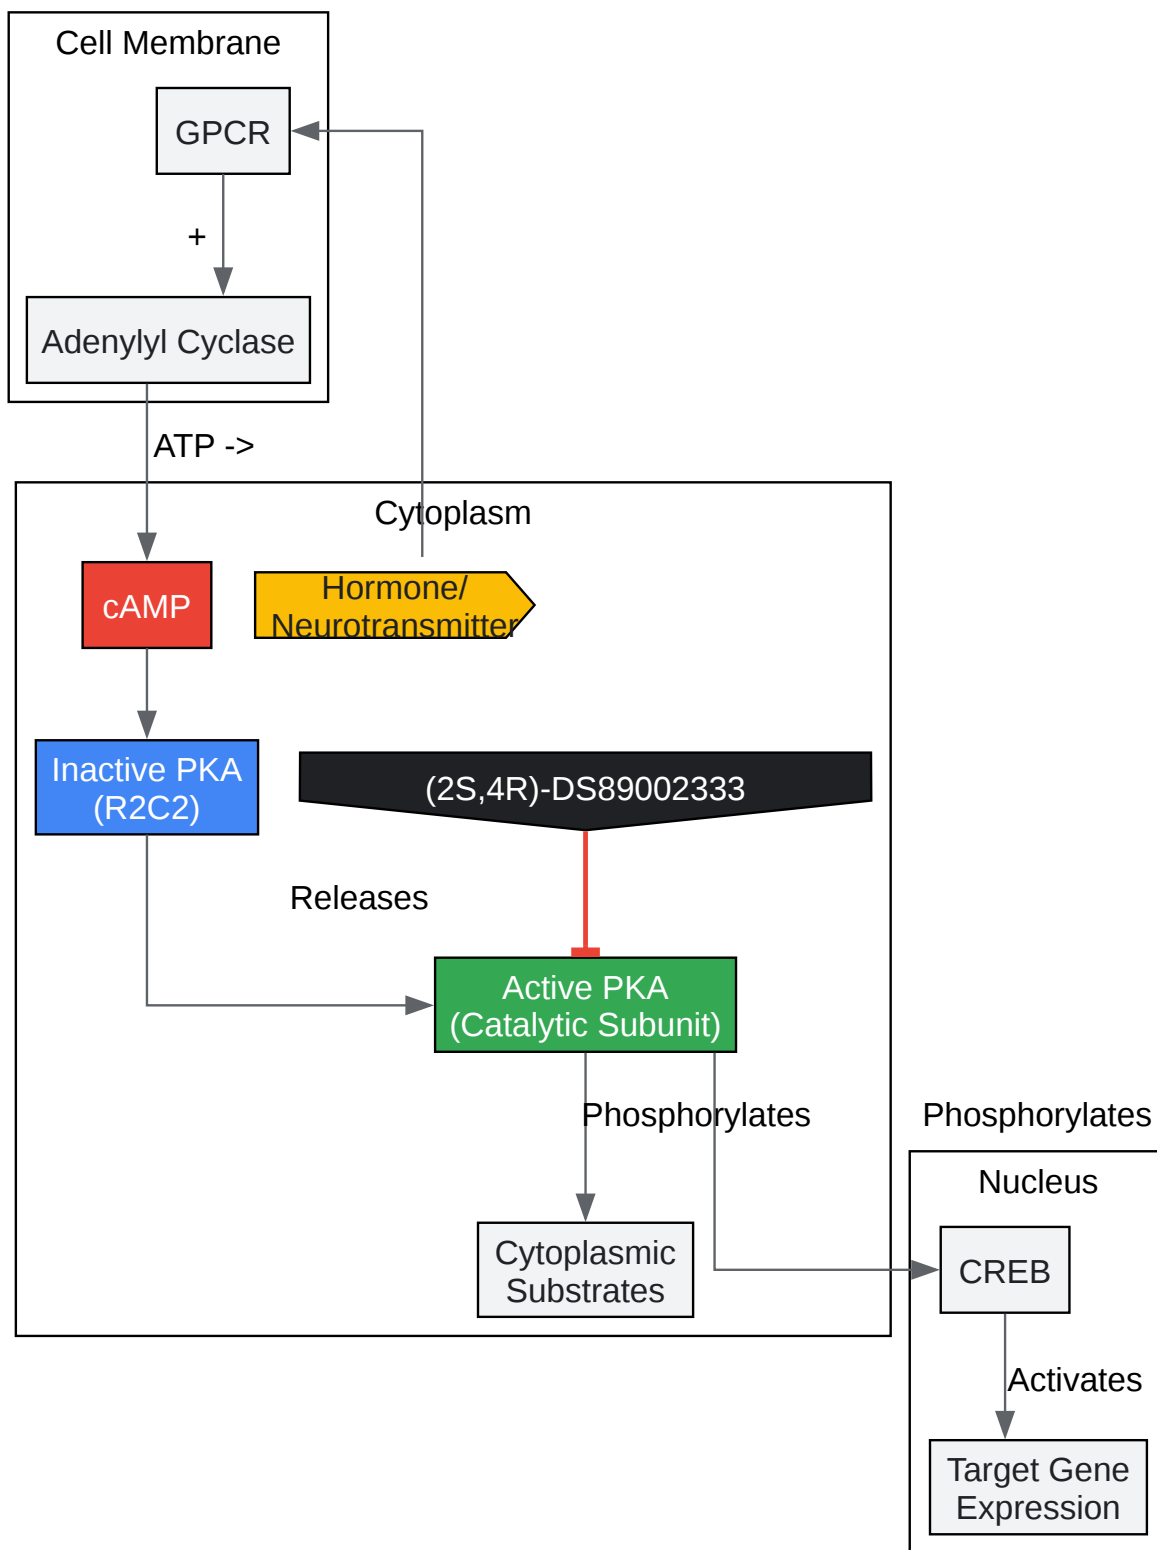 Cell Membrane
GPCR
+
Adenylyl Cyclase
ATP ->
Cytoplasm
cAMP
Hormone/
Neurotransmitter
Inactive PKA
(R2C2)
(2S,4R)-DS89002333
Releases
Active PKA
(Catalytic Subunit)
Phosphorylates
Phosphorylates
Nucleus
Cytoplasmic
Substrates
CREB
Activates
Target Gene
Expression